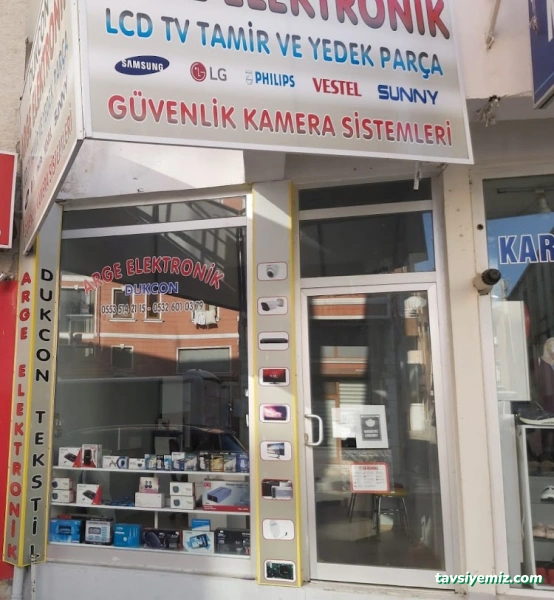 ELEKTRONİK
LCD TV TAMİR VE YEDEK PARÇA
SAMSUNG
LG
PHILIPS
VESTEL
SUNNY
GÜVENLİK KAMERA SİSTEMLERİ
ARGE ELEKTRONİK
DUKCON
ARGE ELEKTRONİK
DUKCON TEKSTİL
KAR
tavsiyemiz.com